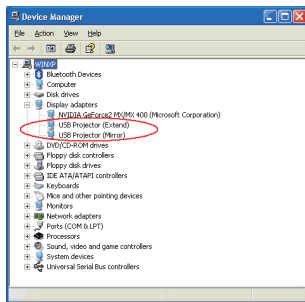 Device Manager
File Action View Help
WINXP
Bluetooth Devices
Computer
Disk drives
Display adapters
NVIDIA GeForce2 MX/MX 400 (Microsoft Corporation)
USB Projector (Extend)
USB Projector (Mirror)
DVD/CD-ROM drives
Floppy disk controllers
Floppy disk drives
IDE ATA/ATAPI controllers
Keyboards
Mice and other pointing devices
Monitors
Network adapters
Ports (COM & LPT)
Processors
Sound, video and game controllers
System devices
Universal Serial Bus controllers